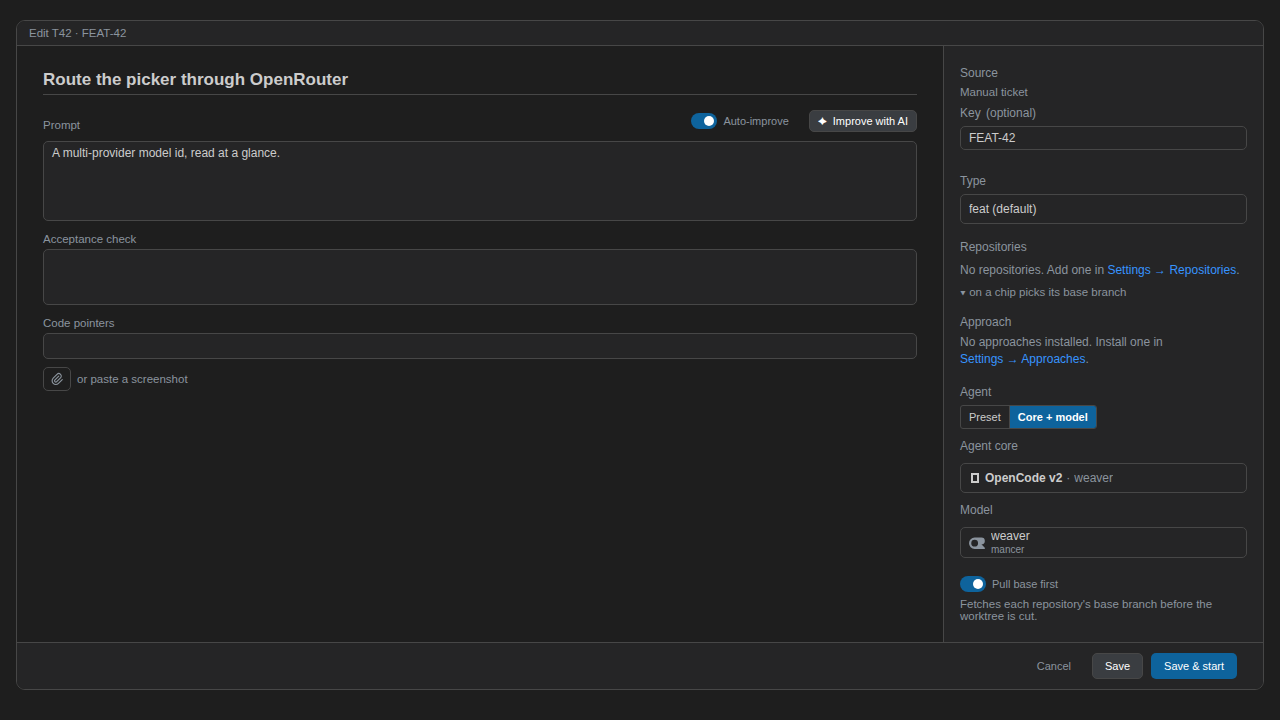 Edit T42 · FEAT-42
Route the picker through OpenRouter
Prompt
Auto-improve
Improve with AI
A multi-provider model id, read at a glance.
Acceptance check
Code pointers
or paste a screenshot
Source
Manual ticket
Key (optional)
FEAT-42
Type
feat (default)
Repositories
No repositories. Add one in Settings → Repositories.
▾ on a chip picks its base branch
Approach
No approaches installed. Install one in
Settings → Approaches.
Agent
Preset
Core + model
Agent core
OpenCode v2 · weaver
Model
weaver
mancer
Pull base first
Fetches each repository's base branch before the
worktree is cut.
Cancel
Save
Save & start